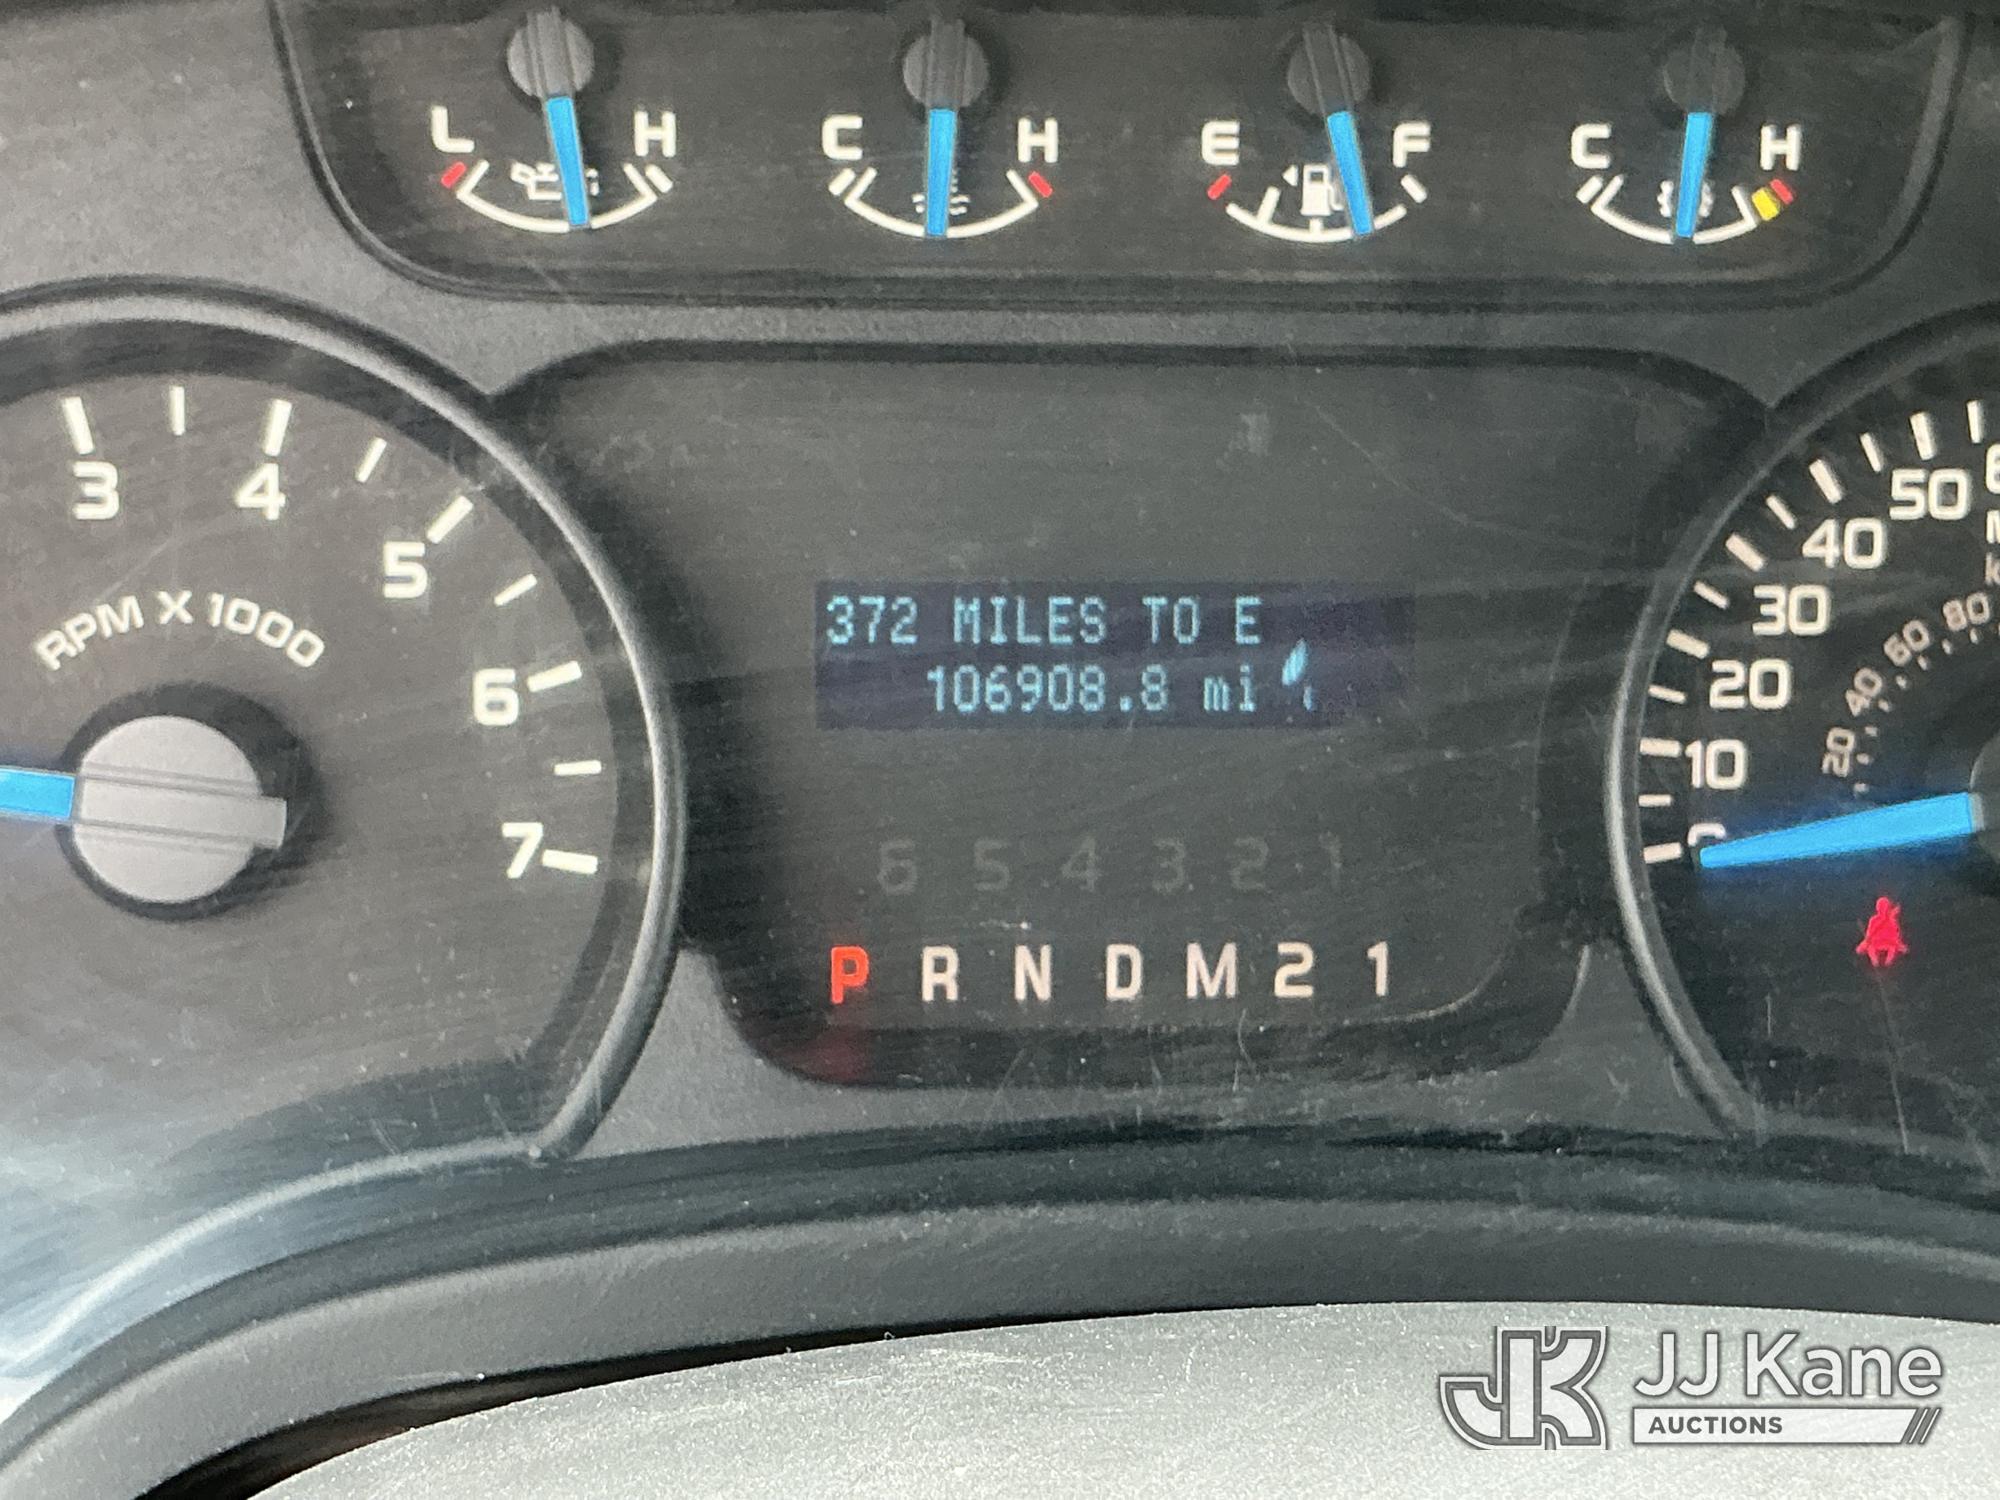 L H C H E F C H
3 4 5 6 7
RPM X 1000
372 MILES TO E
106908.8 mi
6 5 4 3 2 1
P R N D M 2 1
0 10 20 30 40 50
20 40 60 80
JJ Kane
AUCTIONS